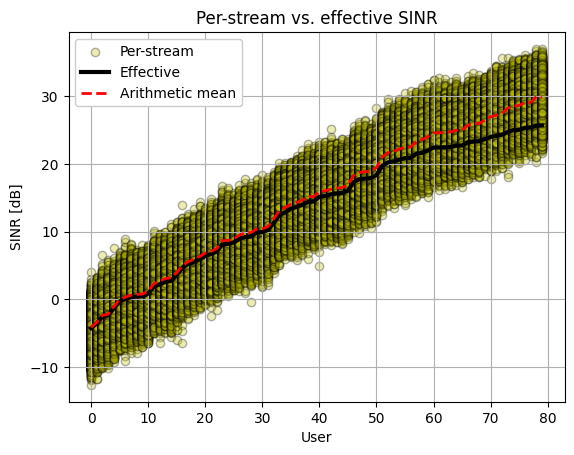 Per-stream vs. effective SINR
Per-stream
Effective
Arithmetic mean
SINR [dB]
30
20
10
0
−10
0 10 20 30 40 50 60 70 80
User